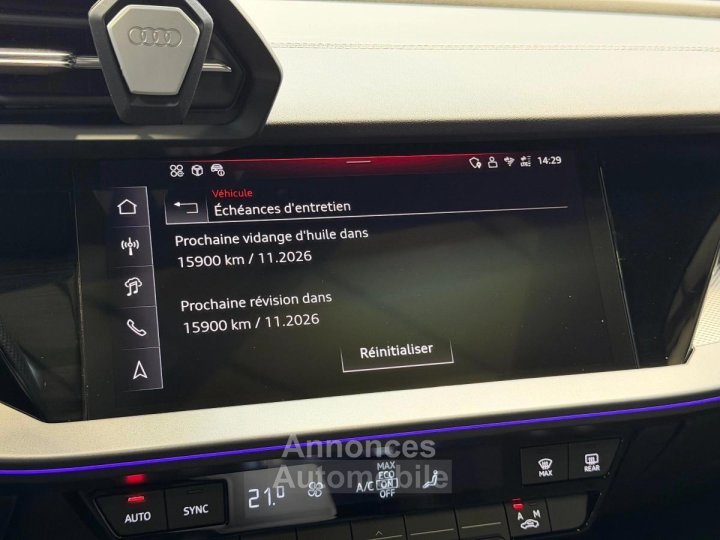 14:29
Véhicule
Échéances d'entretien
Prochaine vidange d'huile dans
15900 km / 11.2026
Prochaine révision dans
15900 km / 11.2026
Réinitialiser
Annonces
Automobile
MAX
ECO
A/C ON
OFF
MAX
REAR
AUTO
SYNC
21.0
A M